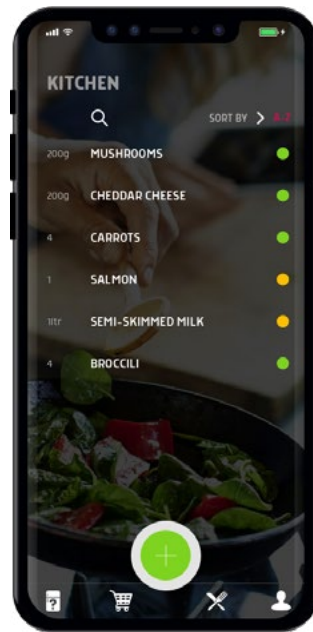 KITCHEN
SORT BY > A-Z
200g MUSHROOMS
200g CHEDDAR CHEESE
4 CARROTS
1 SALMON
1ltr SEMI-SKIMMED MILK
4 BROCCILI
?